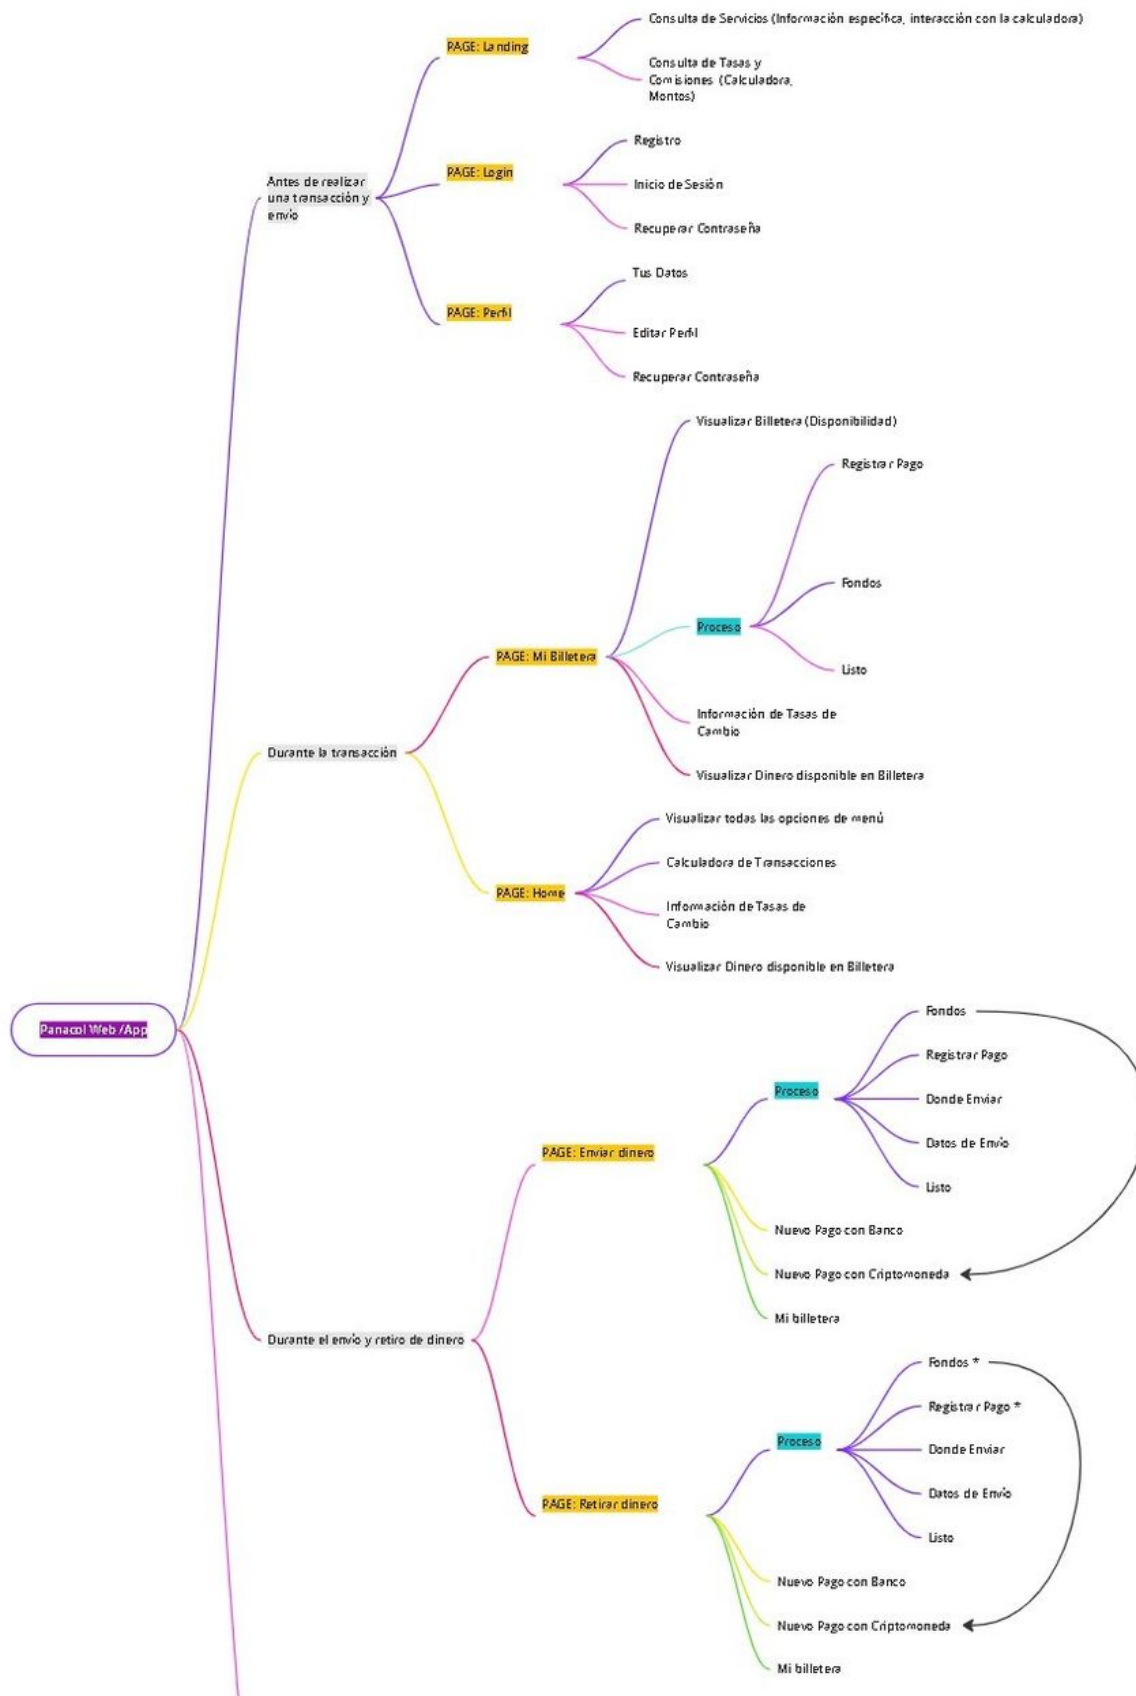 Consulta de Servicios (Información específica, interacción con la calculadora)
PAGE: Landing
Consulta de Tasas y
Comisiones (Calculadora,
Montos)
Registro
PAGE: Login
Antes de realizar
una transacción y
envío
Inicio de Sesión
Recuperar Contraseña
Tus Datos
PAGE: Perfil
Editar Perfil
Recuperar Contraseña
Visualizar Billetera (Disponibilidad)
Registrar Pago
Fondos
Proceso
PAGE: Mi Billetera
Listo
Información de Tasas de
Cambio
Durante la transacción
Visualizar Dinero disponible en Billetera
Visualizar todas las opciones de menú
Calculadora de Transacciones
PAGE: Home
Información de Tasas de
Cambio
Visualizar Dinero disponible en Billetera
Panacol Web /App
Fondos
Registrar Pago
Proceso
Donde Enviar
Datos de Envío
PAGE: Enviar dinero
Listo
Nuevo Pago con Banco
Nuevo Pago con Criptomoneda
Mi billetera
Durante el envío y retiro de dinero
Fondos *
Registrar Pago *
Proceso
Donde Enviar
Datos de Envío
PAGE: Retirar dinero
Listo
Nuevo Pago con Banco
Nuevo Pago con Criptomoneda
Mi billetera